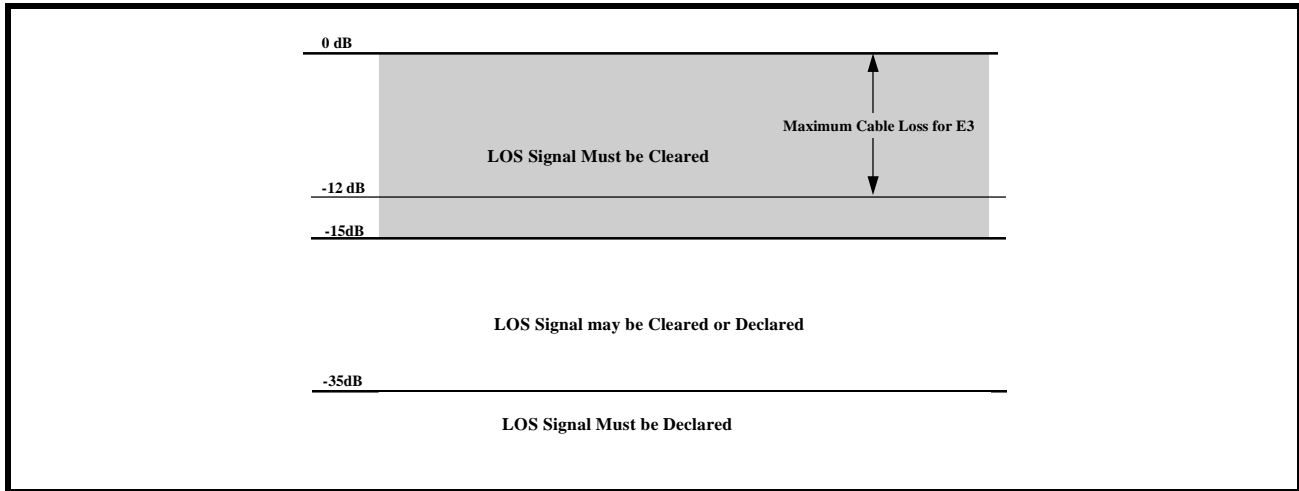 0 dB
Maximum Cable Loss for E3
LOS Signal Must be Cleared
-12 dB
-15dB
LOS Signal may be Cleared or Declared
-35dB
LOS Signal Must be Declared